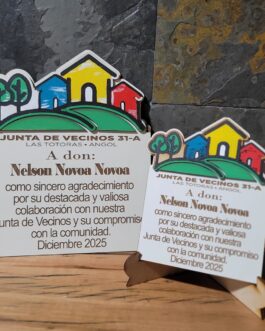 JUNTA DE VECINOS 31-A
LAS TOTORAS • ANGOL
A don:
Nelson Novoa Novoa
como sincero agradecimiento
por su destacada y valiosa
colaboración con nuestra
Junta de Vecinos y su compromiso
con la comunidad.
Diciembre 2025
JUNTA DE VECINOS 31-A
LAS TOTORAS • ANGOL
A don:
Nelson Novoa Novoa
como sincero agradecimiento
por su destacada y valiosa
colaboración con nuestra
Junta de Vecinos y su compromiso
con la comunidad.
Diciembre 2025